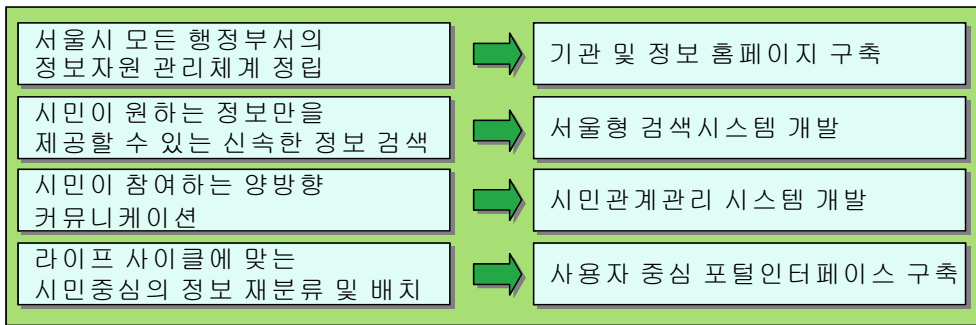 서울시 모든 행정부서의
정보자원 관리체계 정립
기관 및 정보 홈페이지 구축
시민이 원하는 정보만을
제공할 수 있는 신속한 정보 검색
서울형 검색시스템 개발
시민이 참여하는 양방향
커뮤니케이션
시민관계관리 시스템 개발
라이프 사이클에 맞는
시민중심의 정보 재분류 및 배치
사용자 중심 포털인터페이스 구축